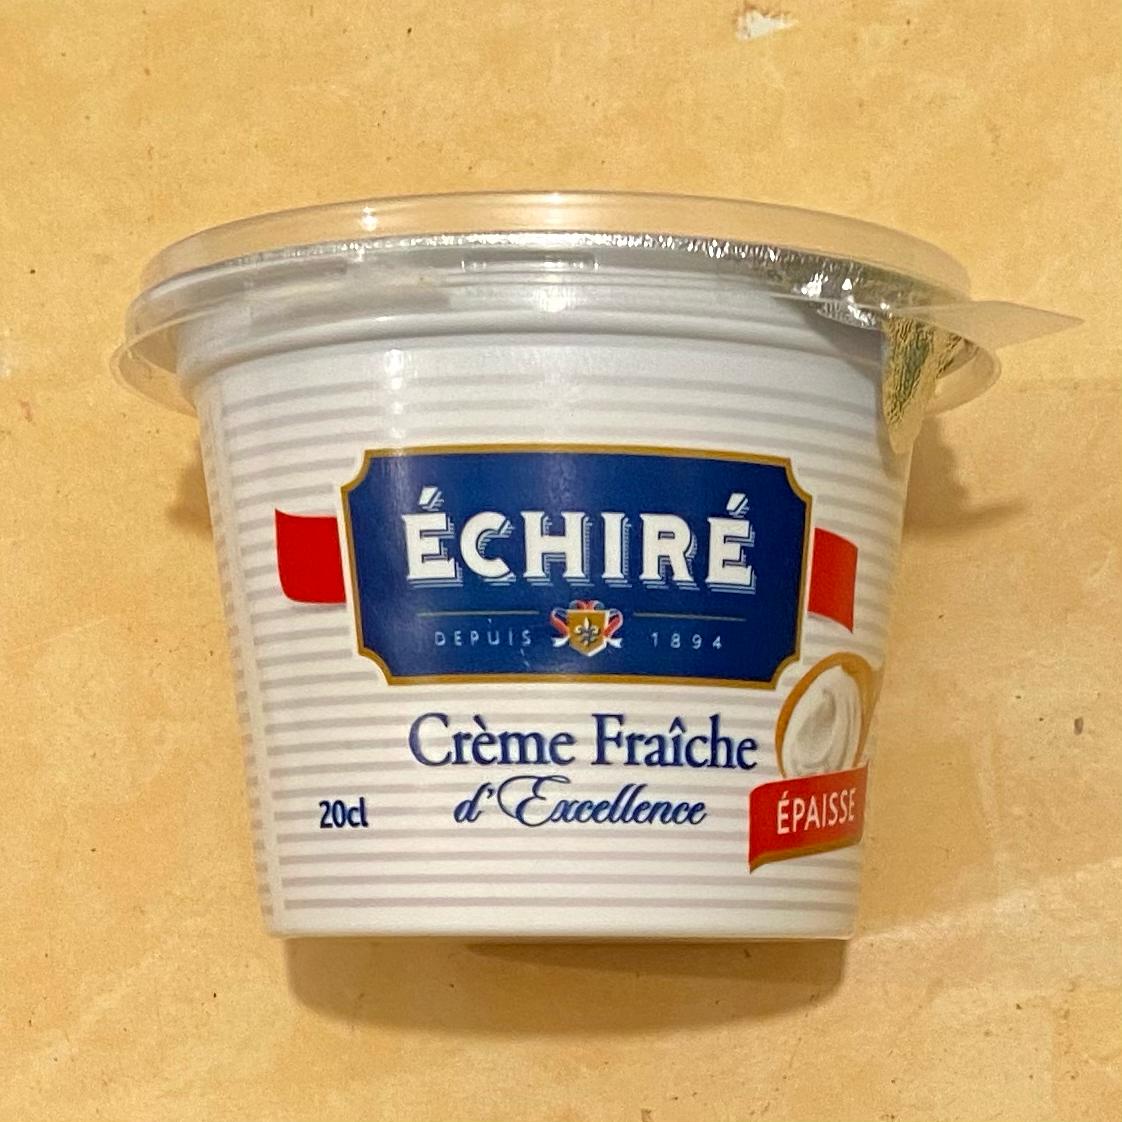 ÉCHIRÉ
DEPUIS 1894
Crème Fraîche
d'Excellence
20cl
ÉPAISSE